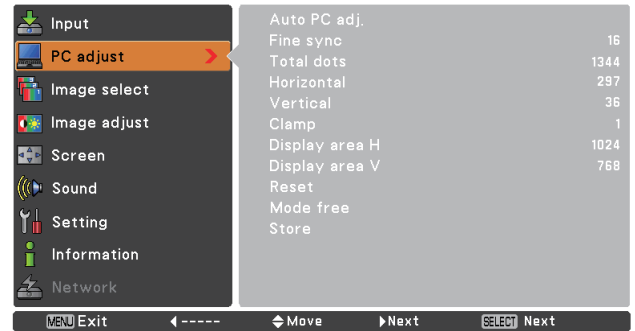 Input
PC adjust
Image select
Image adjust
Screen
Sound
Setting
Information
Network
Auto PC adj.
Fine sync 16
Total dots 1344
Horizontal 297
Vertical 36
Clamp 1
Display area H 1024
Display area V 768
Reset
Mode free
Store
MENU Exit ----- Move Next SELECT Next